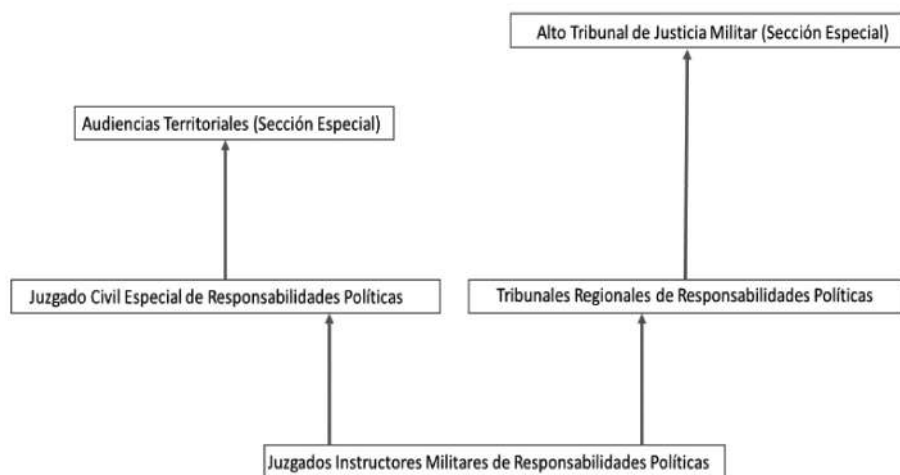 Alto Tribunal de Justicia Militar (Sección Especial)
Audiencias Territoriales (Sección Especial)
Juzgado Civil Especial de Responsabilidades Políticas
Tribunales Regionales de Responsabilidades Políticas
Juzgados Instructores Militares de Responsabilidades Políticas